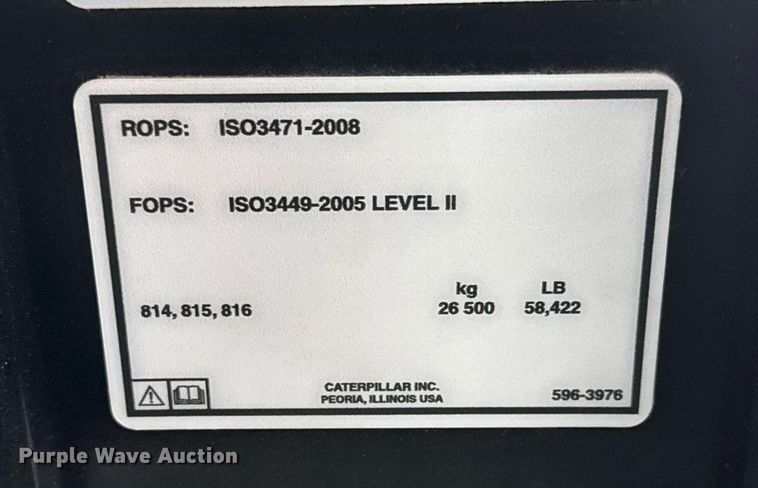 ROPS: ISO3471-2008
FOPS: ISO3449-2005 LEVEL II
kg LB
814, 815, 816 26 500 58,422
CATERPILLAR INC.
PEORIA, ILLINOIS USA 596-3976
Purple Wave Auction